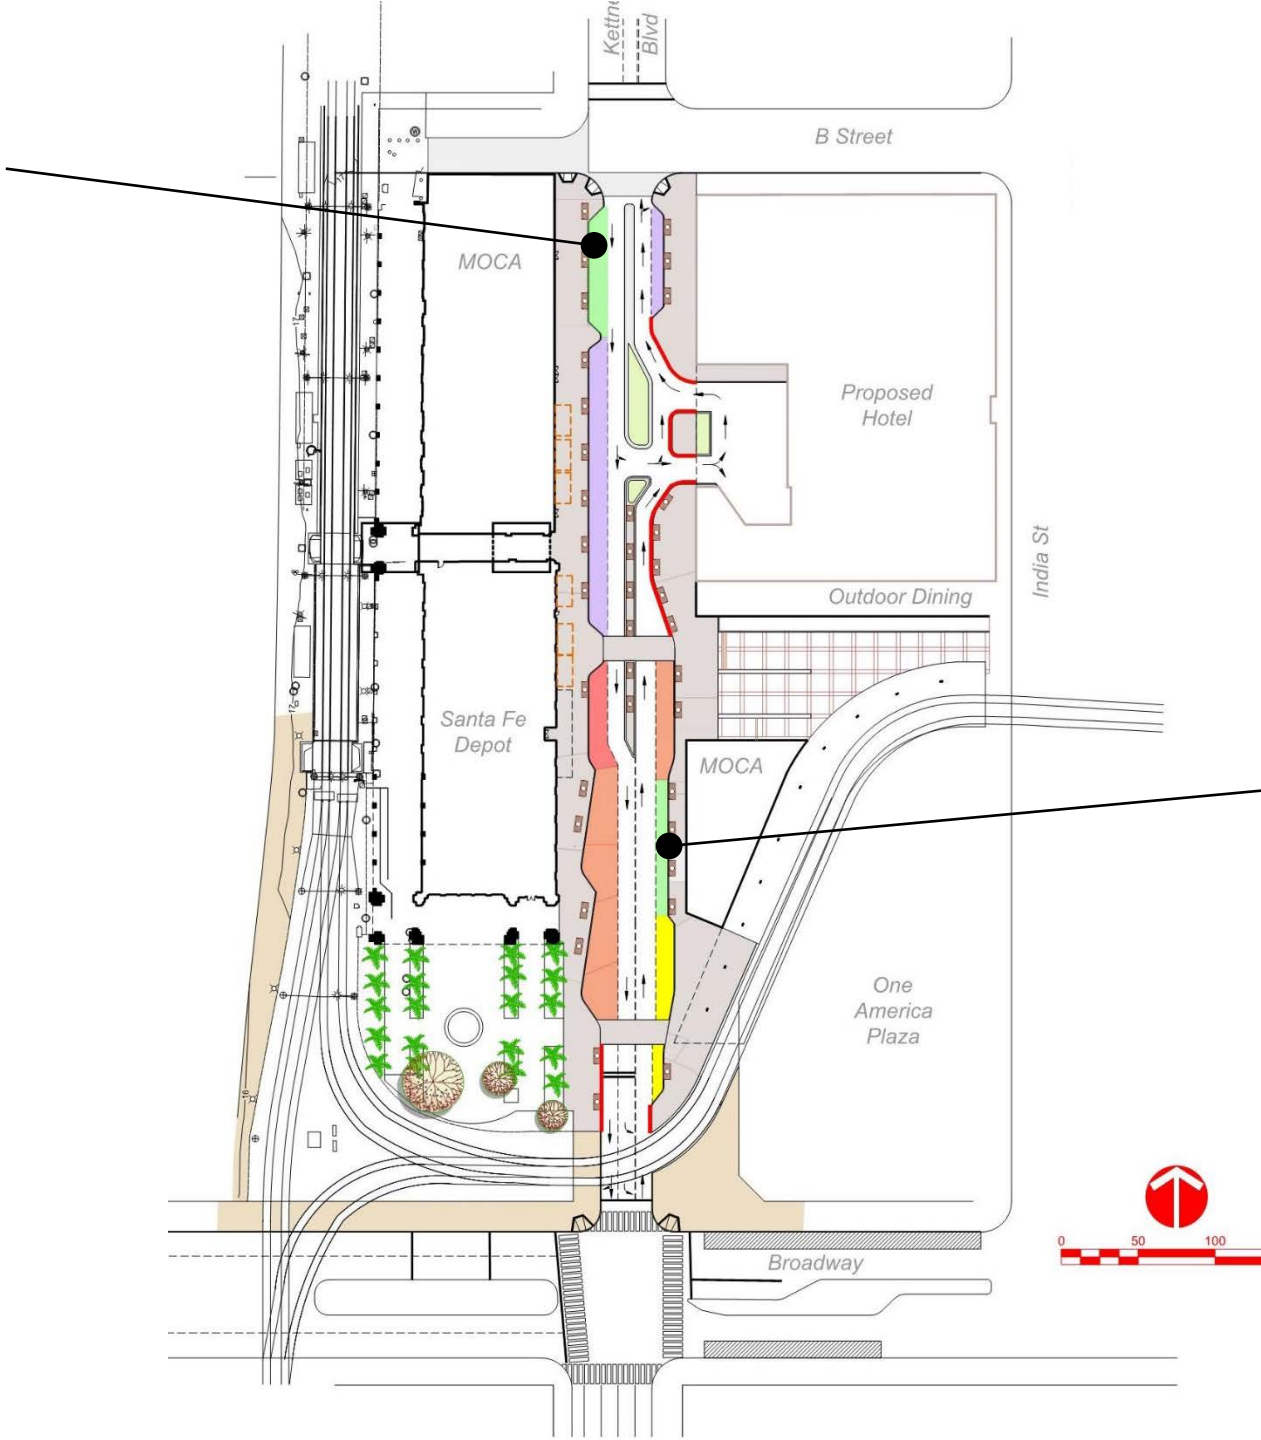 Kettne
Blvd
B Street
MOCA
Proposed
Hotel
India St
Outdoor Dining
Santa Fe
Depot
MOCA
One
America
Plaza
0 50 100
Broadway